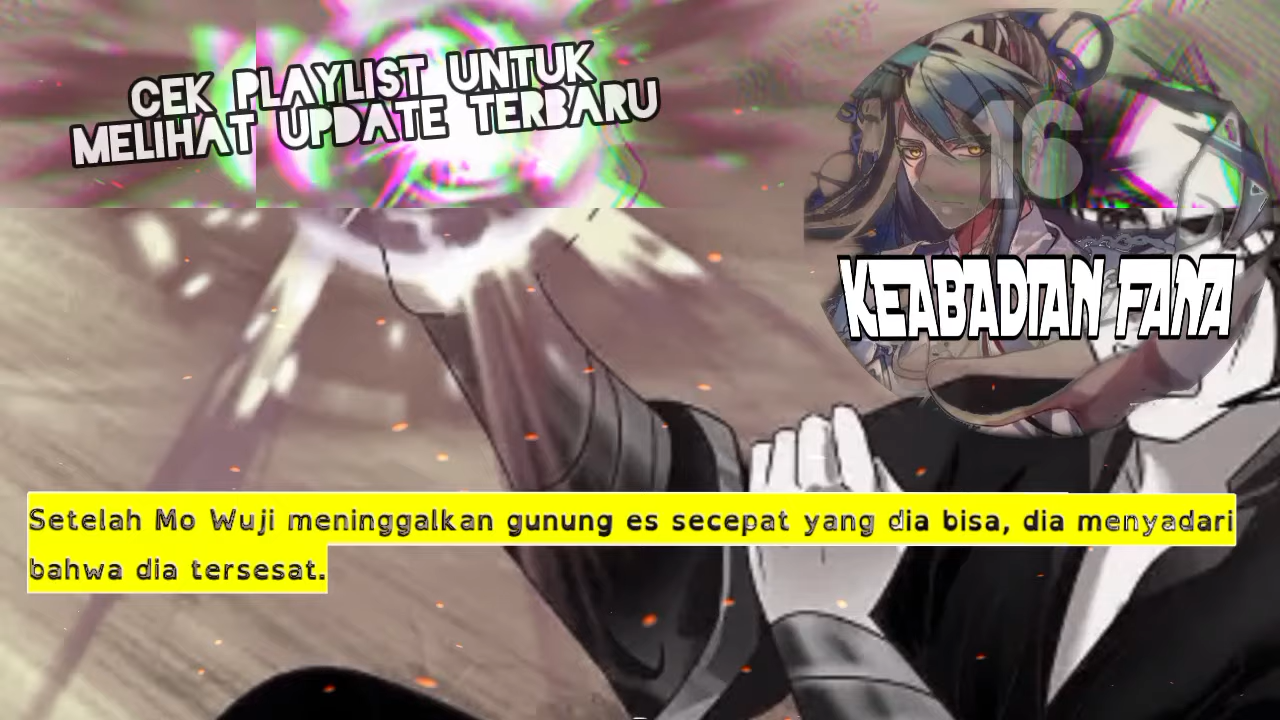 CEK PLAYLIST UNTUK
MELIHAT UPDATE TERBARU
16
KEABADIAN FANA
Setelah Mo Wuji meninggalkan gunung es secepat yang dia bisa, dia menyadari
bahwa dia tersesat.